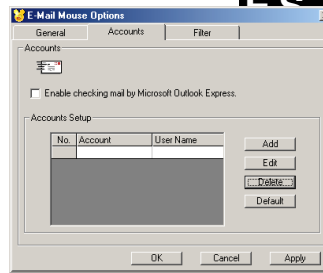 E-Mail Mouse Options
General Accounts Filter
Accounts
Enable checking mail by Microsoft Outlook Express.
Accounts Setup
No. Account User Name
Add
Edit
Delete
Default
OK Cancel Apply